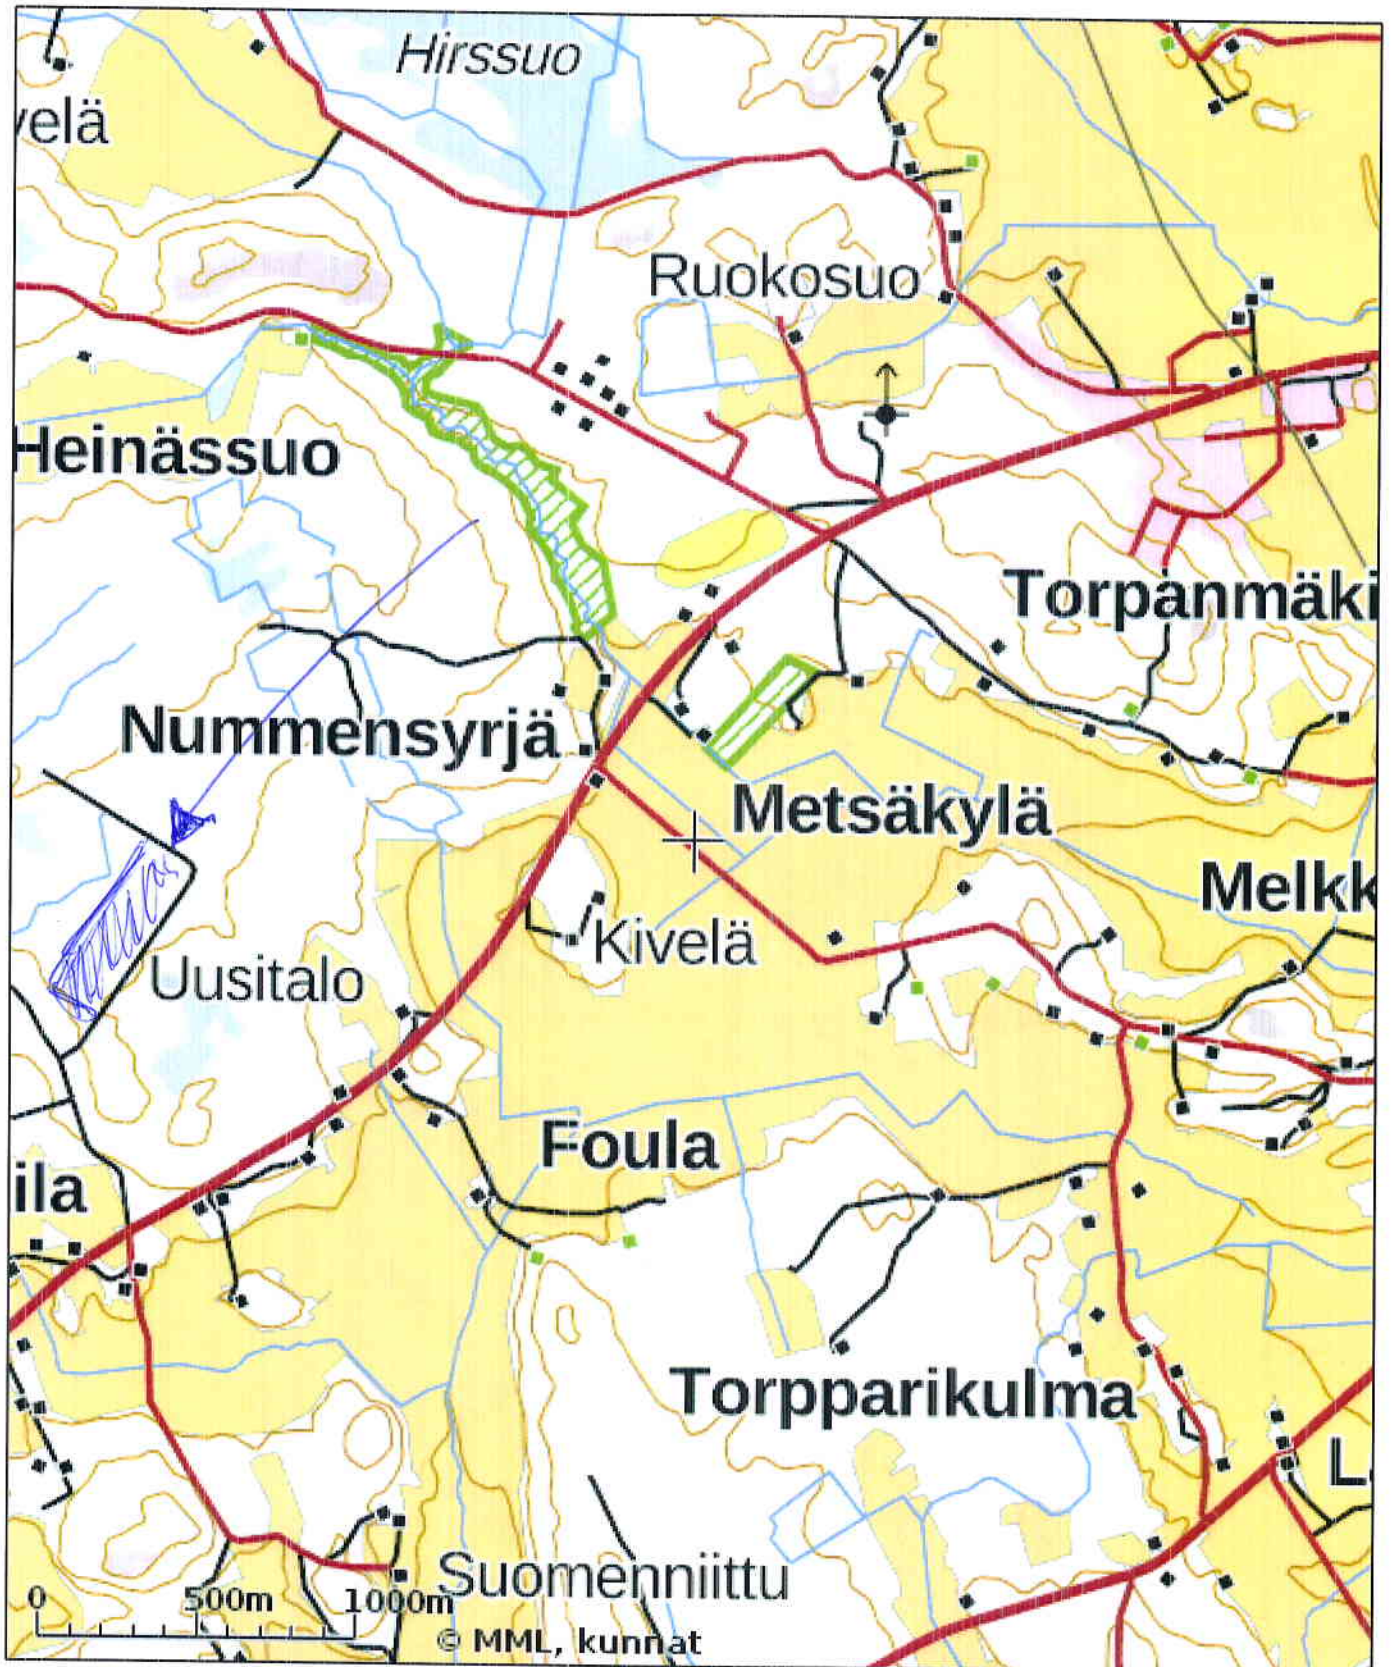 Hirssuo
velä
Ruokosuo
Heinässuo
Torpanmäki
Nummensyrjä
Metsäkylä
Melkk
Kivelä
Uusitalo
Foula
ila
Torpparikulma
L
Suomenniittu
0 500m 1000m
© MML, kunnat